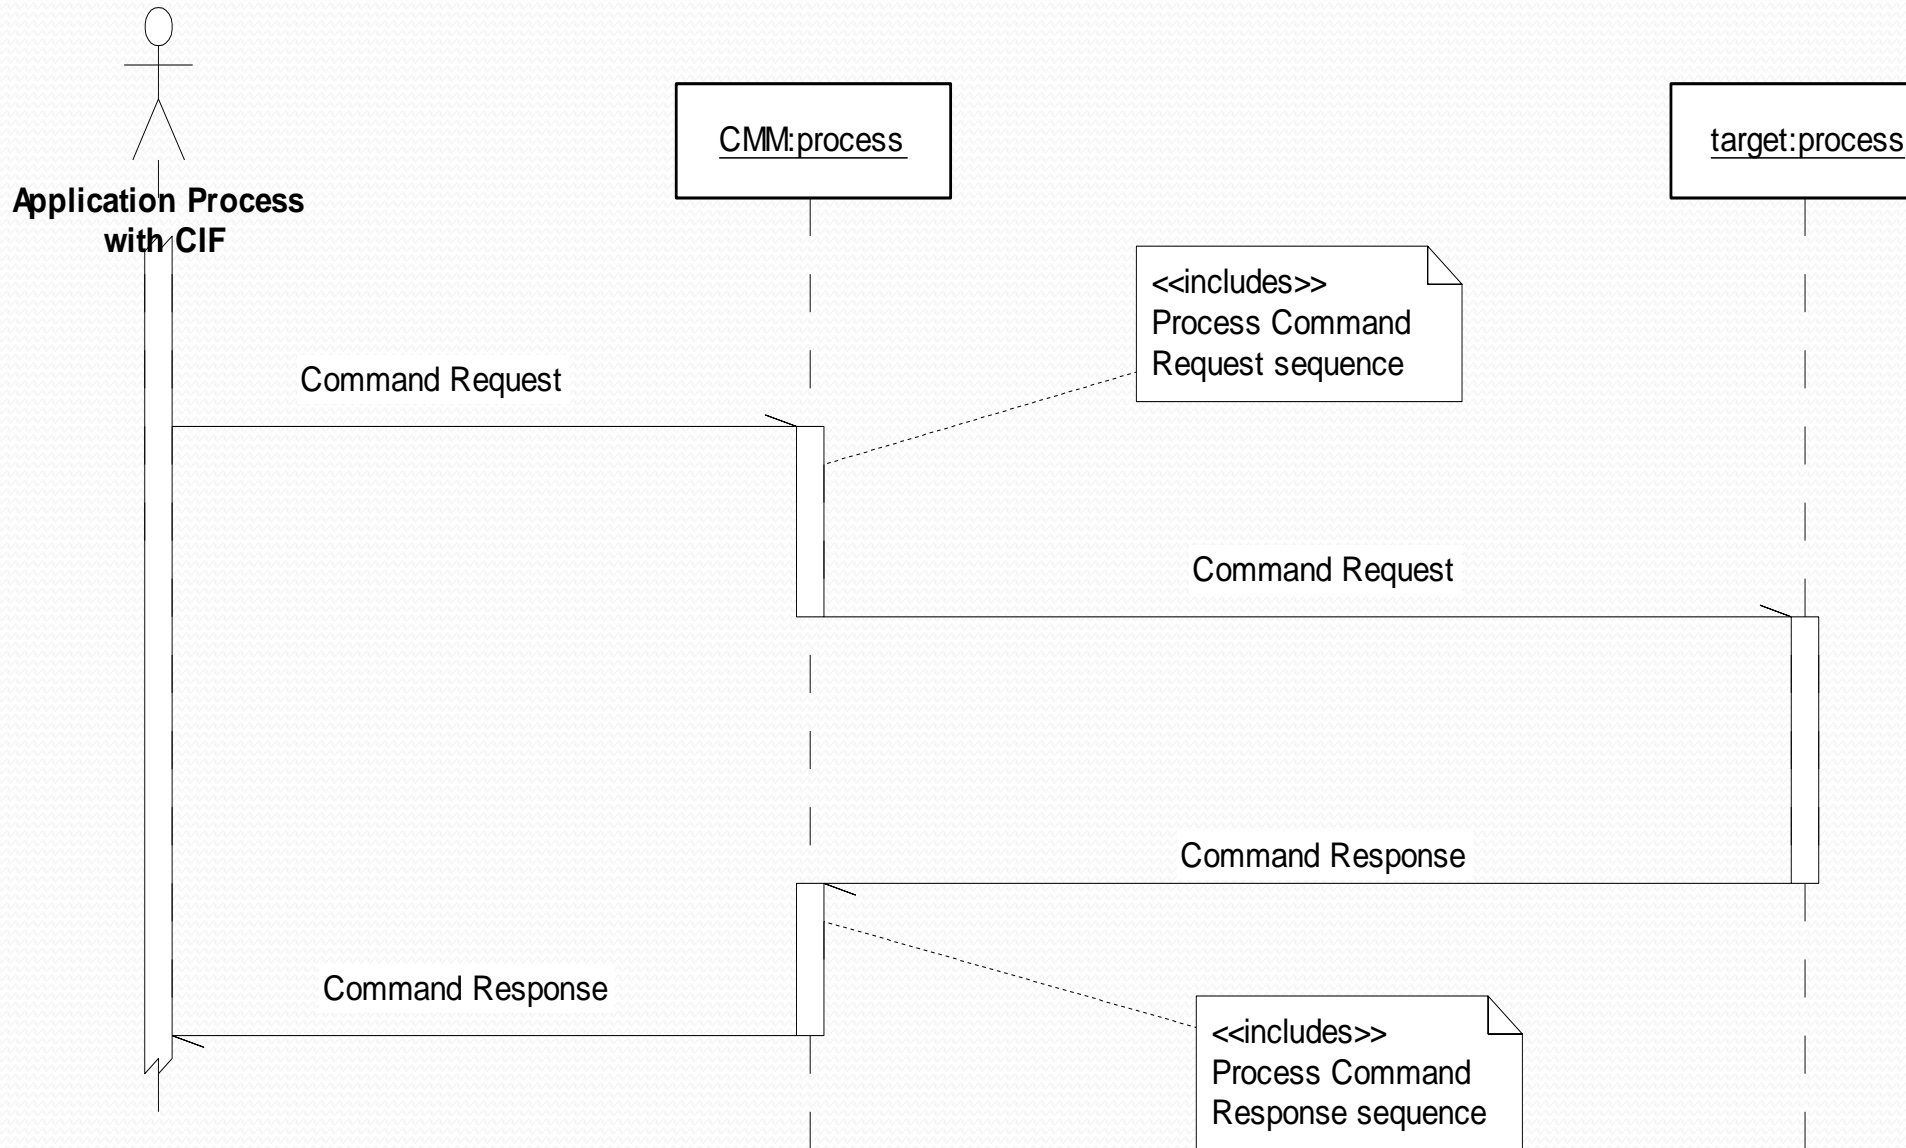 CMM:process
target:process
Application Process
with CIF
<<includes>>
Process Command
Request sequence
Command Request
Command Request
Command Response
Command Response
<<includes>>
Process Command
Response sequence